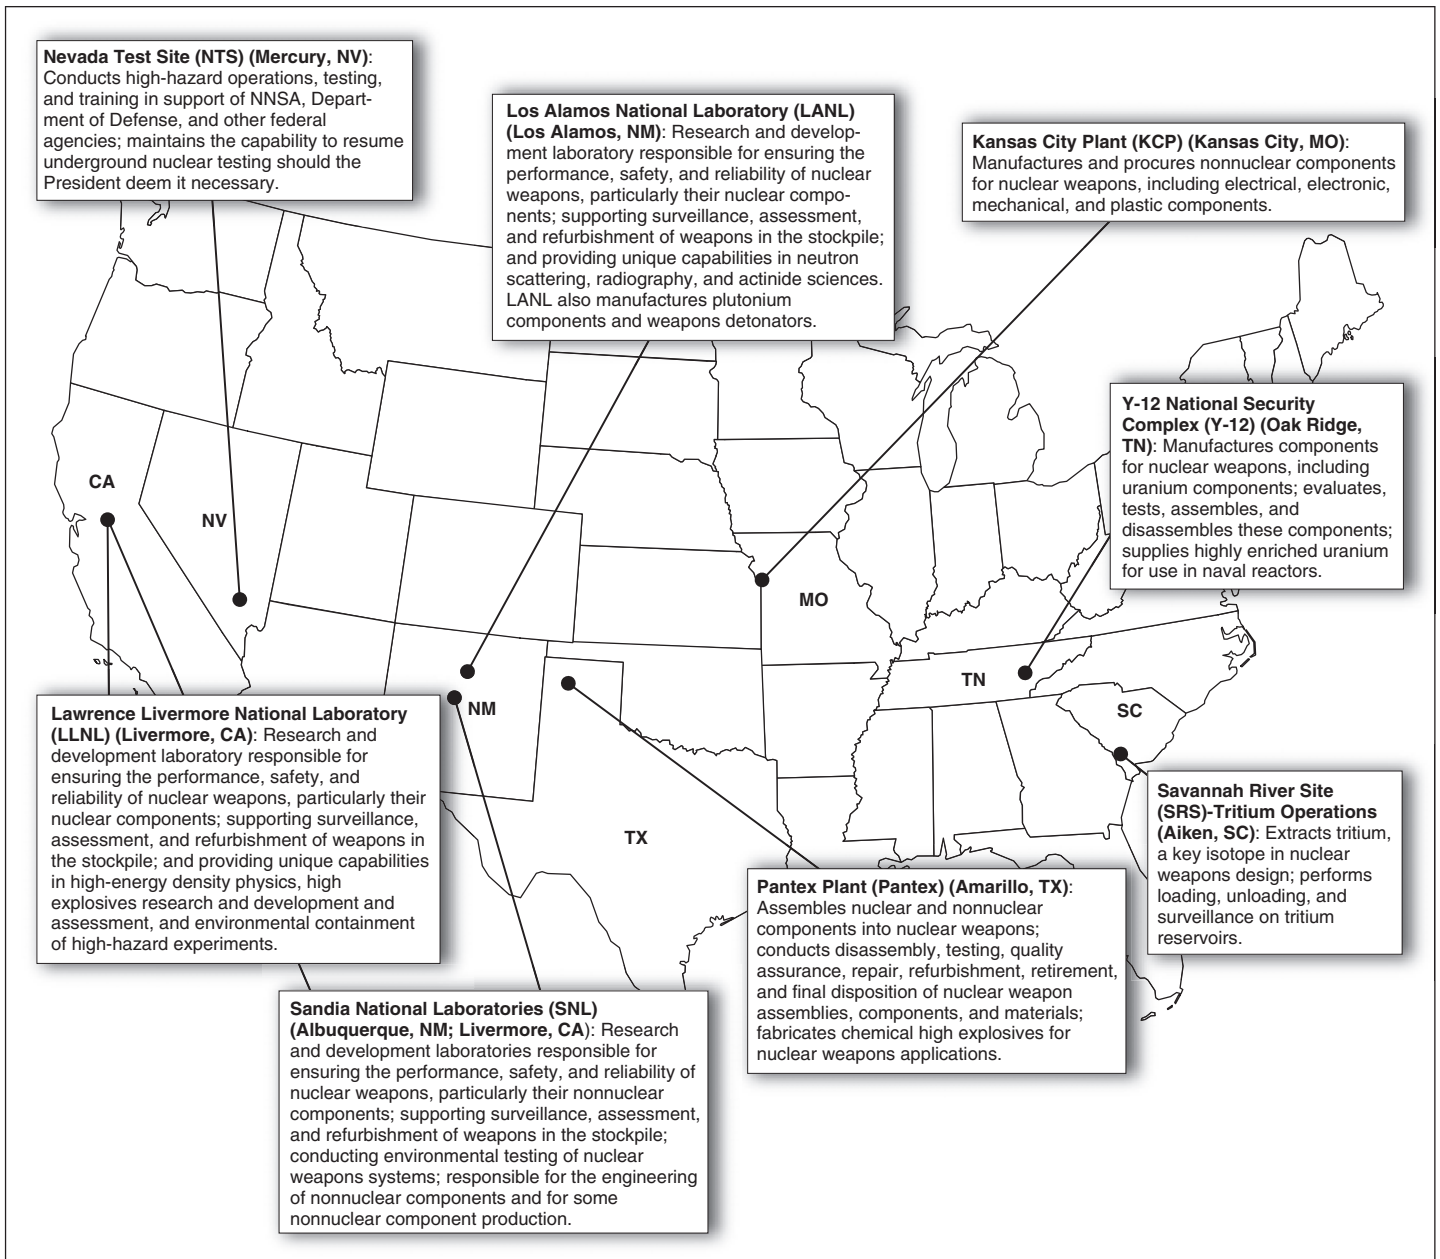 Nevada Test Site (NTS) (Mercury, NV):
Conducts high-hazard operations, testing,
and training in support of NNSA, Depart-
ment of Defense, and other federal
agencies; maintains the capability to resume
underground nuclear testing should the
President deem it necessary.
Los Alamos National Laboratory (LANL)
(Los Alamos, NM): Research and develop-
ment laboratory responsible for ensuring the
performance, safety, and reliability of nuclear
weapons, particularly their nuclear compo-
nents; supporting surveillance, assessment,
and refurbishment of weapons in the stockpile;
and providing unique capabilities in neutron
scattering, radiography, and actinide sciences.
LANL also manufactures plutonium
components and weapons detonators.
Kansas City Plant (KCP) (Kansas City, MO):
Manufactures and procures nonnuclear components
for nuclear weapons, including electrical, electronic,
mechanical, and plastic components.
Y-12 National Security
Complex (Y-12) (Oak Ridge,
TN): Manufactures components
for nuclear weapons, including
uranium components; evaluates,
tests, assembles, and
disassembles these components;
supplies highly enriched uranium
for use in naval reactors.
CA
NV
MO
TN
NM
SC
TX
Lawrence Livermore National Laboratory
(LLNL) (Livermore, CA): Research and
development laboratory responsible for
ensuring the performance, safety, and
reliability of nuclear weapons, particularly their
nuclear components; supporting surveillance,
assessment, and refurbishment of weapons in
the stockpile; and providing unique capabilities
in high-energy density physics, high
explosives research and development and
assessment, and environmental containment
of high-hazard experiments.
Savannah River Site
(SRS)-Tritium Operations
(Aiken, SC): Extracts tritium,
a key isotope in nuclear
weapons design; performs
loading, unloading, and
surveillance on tritium
reservoirs.
Pantex Plant (Pantex) (Amarillo, TX):
Assembles nuclear and nonnuclear
components into nuclear weapons;
conducts disassembly, testing, quality
assurance, repair, refurbishment, retirement,
and final disposition of nuclear weapon
assemblies, components, and materials;
fabricates chemical high explosives for
nuclear weapons applications.
Sandia National Laboratories (SNL)
(Albuquerque, NM; Livermore, CA): Research
and development laboratories responsible for
ensuring the performance, safety, and reliability of
nuclear weapons, particularly their nonnuclear
components; supporting surveillance, assessment,
and refurbishment of weapons in the stockpile;
conducting environmental testing of nuclear
weapons systems; responsible for the engineering
of nonnuclear components and for some
nonnuclear component production.